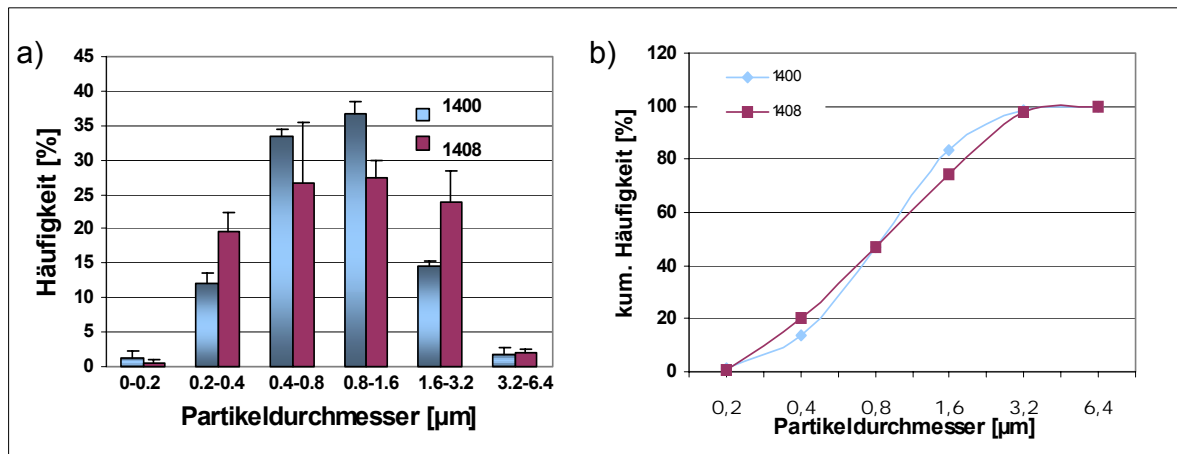 a)
Häufigkeit [%]
45
40
35
30
25
20
15
10
5
0
1400
1408
0-0.2 0.2-0.4 0.4-0.8 0.8-1.6 1.6-3.2 3.2-6.4
Partikeldurchmesser [µm]
b)
kum. Häufigkeit [%]
120
100
80
60
40
20
0
1400
1408
0,2 0,4 0,8 1,6 3,2 6,4
Partikeldurchmesser [µm]